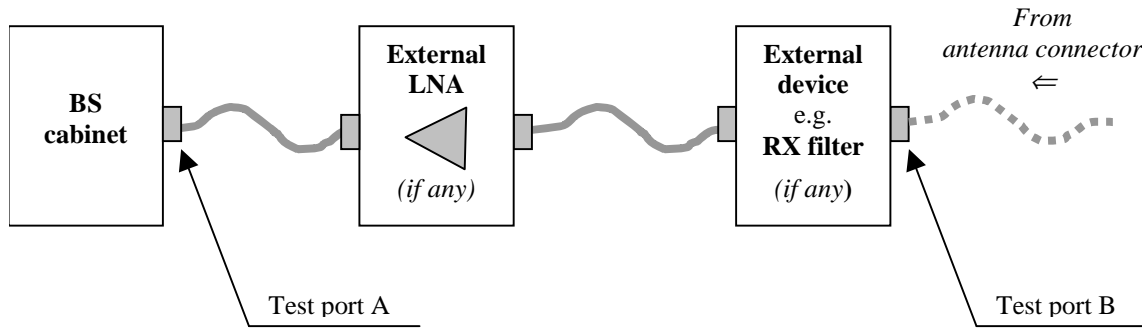 BS
cabinet
External
LNA
(if any)
External
device
e.g.
RX filter
(if any)
From
antenna connector
⇐
Test port A
Test port B